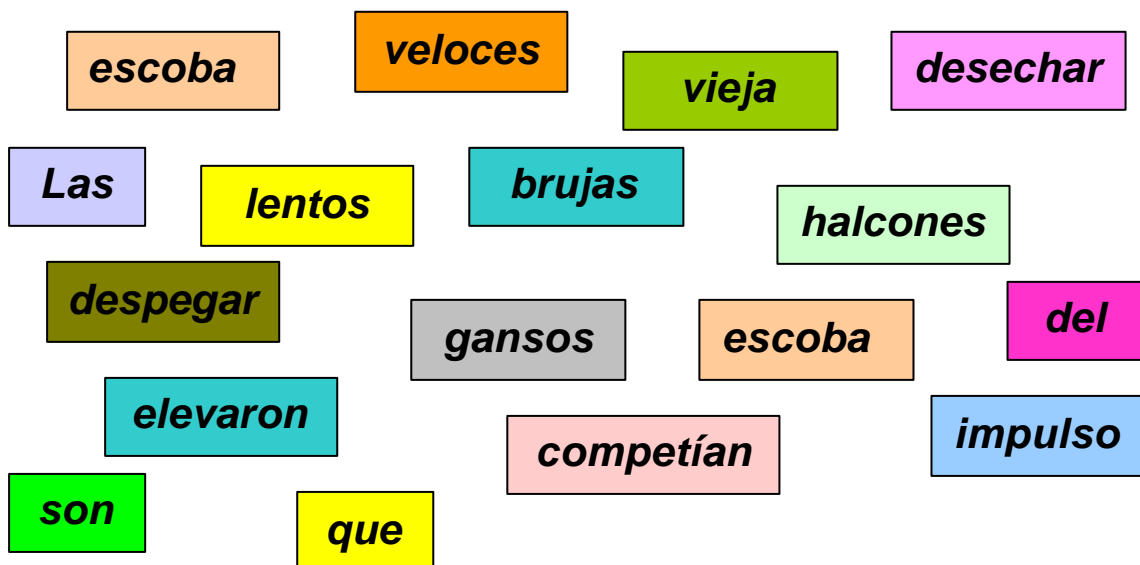 escoba
veloces
vieja
desechar
Las
lentos
brujas
halcones
despegar
gansos
escoba
del
elevaron
competían
impulso
son
que